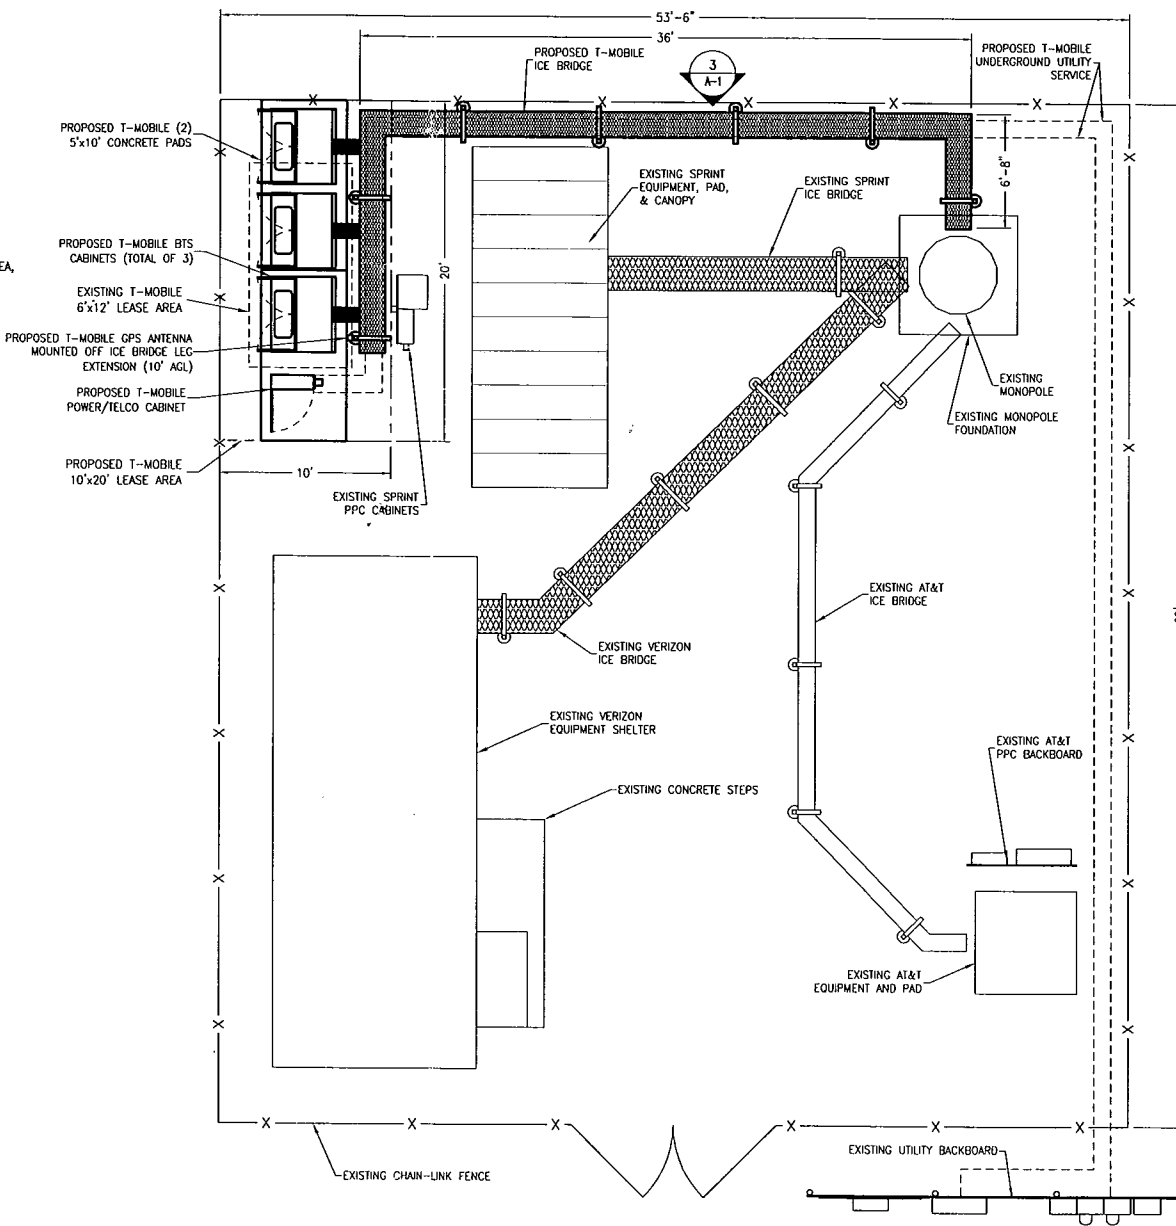 53'-6"
36'
PROPOSED T-MOBILE
ICE BRIDGE
3
A-1
PROPOSED T-MOBILE
UNDERGROUND UTILITY
SERVICE
PROPOSED T-MOBILE (2)
5'x10' CONCRETE PADS
EXISTING SPRINT
EQUIPMENT, PAD,
& CANOPY
EXISTING SPRINT
ICE BRIDGE
6'-8"
PROPOSED T-MOBILE BTS
CABINETS (TOTAL OF 3)
EA,
20'
EXISTING T-MOBILE
6'x12' LEASE AREA
PROPOSED T-MOBILE GPS ANTENNA
MOUNTED OFF ICE BRIDGE LEG
EXTENSION (10' AGL)
PROPOSED T-MOBILE
POWER/TELCO CABINET
EXISTING
MONOPOLE
EXISTING MONOPOLE
FOUNDATION
PROPOSED T-MOBILE
10'x20' LEASE AREA
10'
EXISTING SPRINT
PPC CABINETS
EXISTING AT&T
ICE BRIDGE
EXISTING VERIZON
ICE BRIDGE
EXISTING VERIZON
EQUIPMENT SHELTER
EXISTING AT&T
PPC BACKBOARD
EXISTING CONCRETE STEPS
EXISTING AT&T
EQUIPMENT AND PAD
EXISTING UTILITY BACKBOARD
EXISTING CHAIN-LINK FENCE